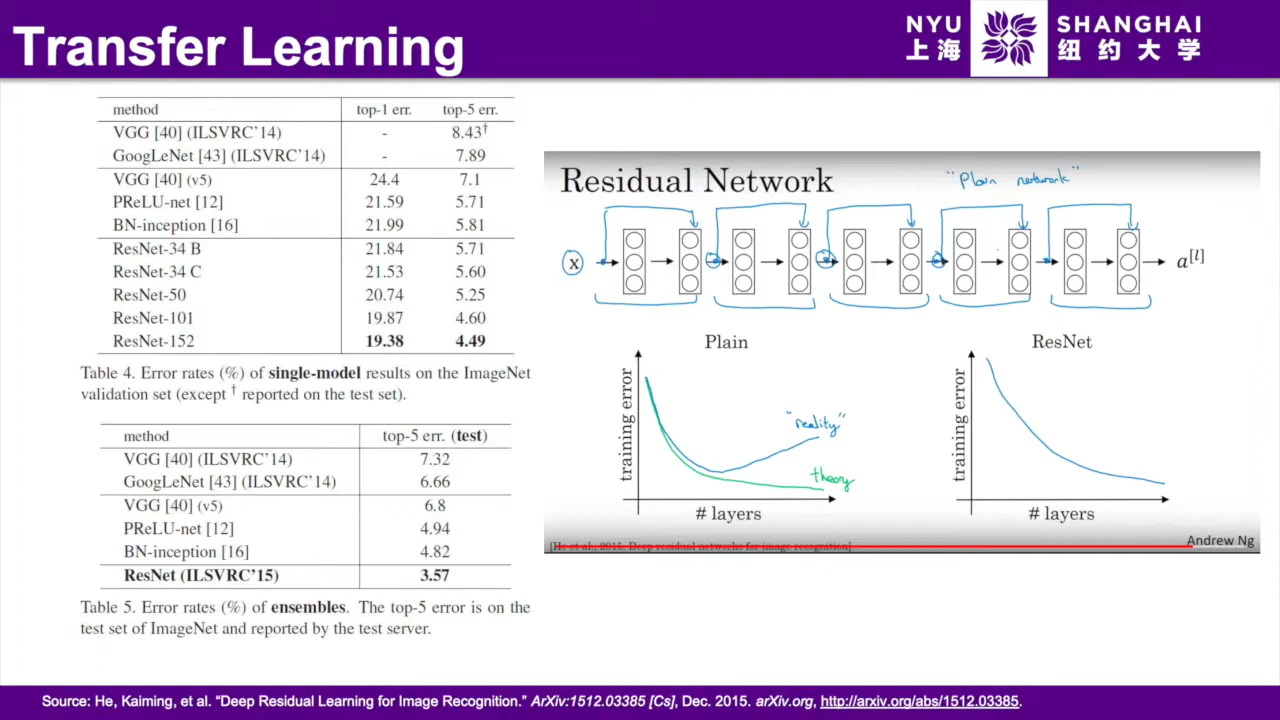 Transfer Learning
NYU SHANGHAI
上海 纽约大学
method top-1 err. top-5 err.
VGG [40] (ILSVRC'14) - 8.43†
GoogLeNet [43] (ILSVRC'14) - 7.89
VGG [40] (v5) 24.4 7.1
PReLU-net [12] 21.59 5.71
BN-inception [16] 21.99 5.81
ResNet-34 B 21.84 5.71
ResNet-34 C 21.53 5.60
ResNet-50 20.74 5.25
ResNet-101 19.87 4.60
ResNet-152 19.38 4.49
Table 4. Error rates (%) of single-model results on the ImageNet
validation set (except † reported on the test set).
method top-5 err. (test)
VGG [40] (ILSVRC'14) 7.32
GoogLeNet [43] (ILSVRC'14) 6.66
VGG [40] (v5) 6.8
PReLU-net [12] 4.94
BN-inception [16] 4.82
ResNet (ILSVRC'15) 3.57
Table 5. Error rates (%) of ensembles. The top-5 error is on the
test set of ImageNet and reported by the test server.
Residual Network
"Plain network"
x a[l]
Plain
training error
"reality"
theory
# layers
ResNet
training error
# layers
[He et al., 2015. Deep residual networks for image recognition]
Andrew Ng
Source: He, Kaiming, et al. “Deep Residual Learning for Image Recognition.” ArXiv:1512.03385 [Cs], Dec. 2015. arXiv.org, http://arxiv.org/abs/1512.03385.